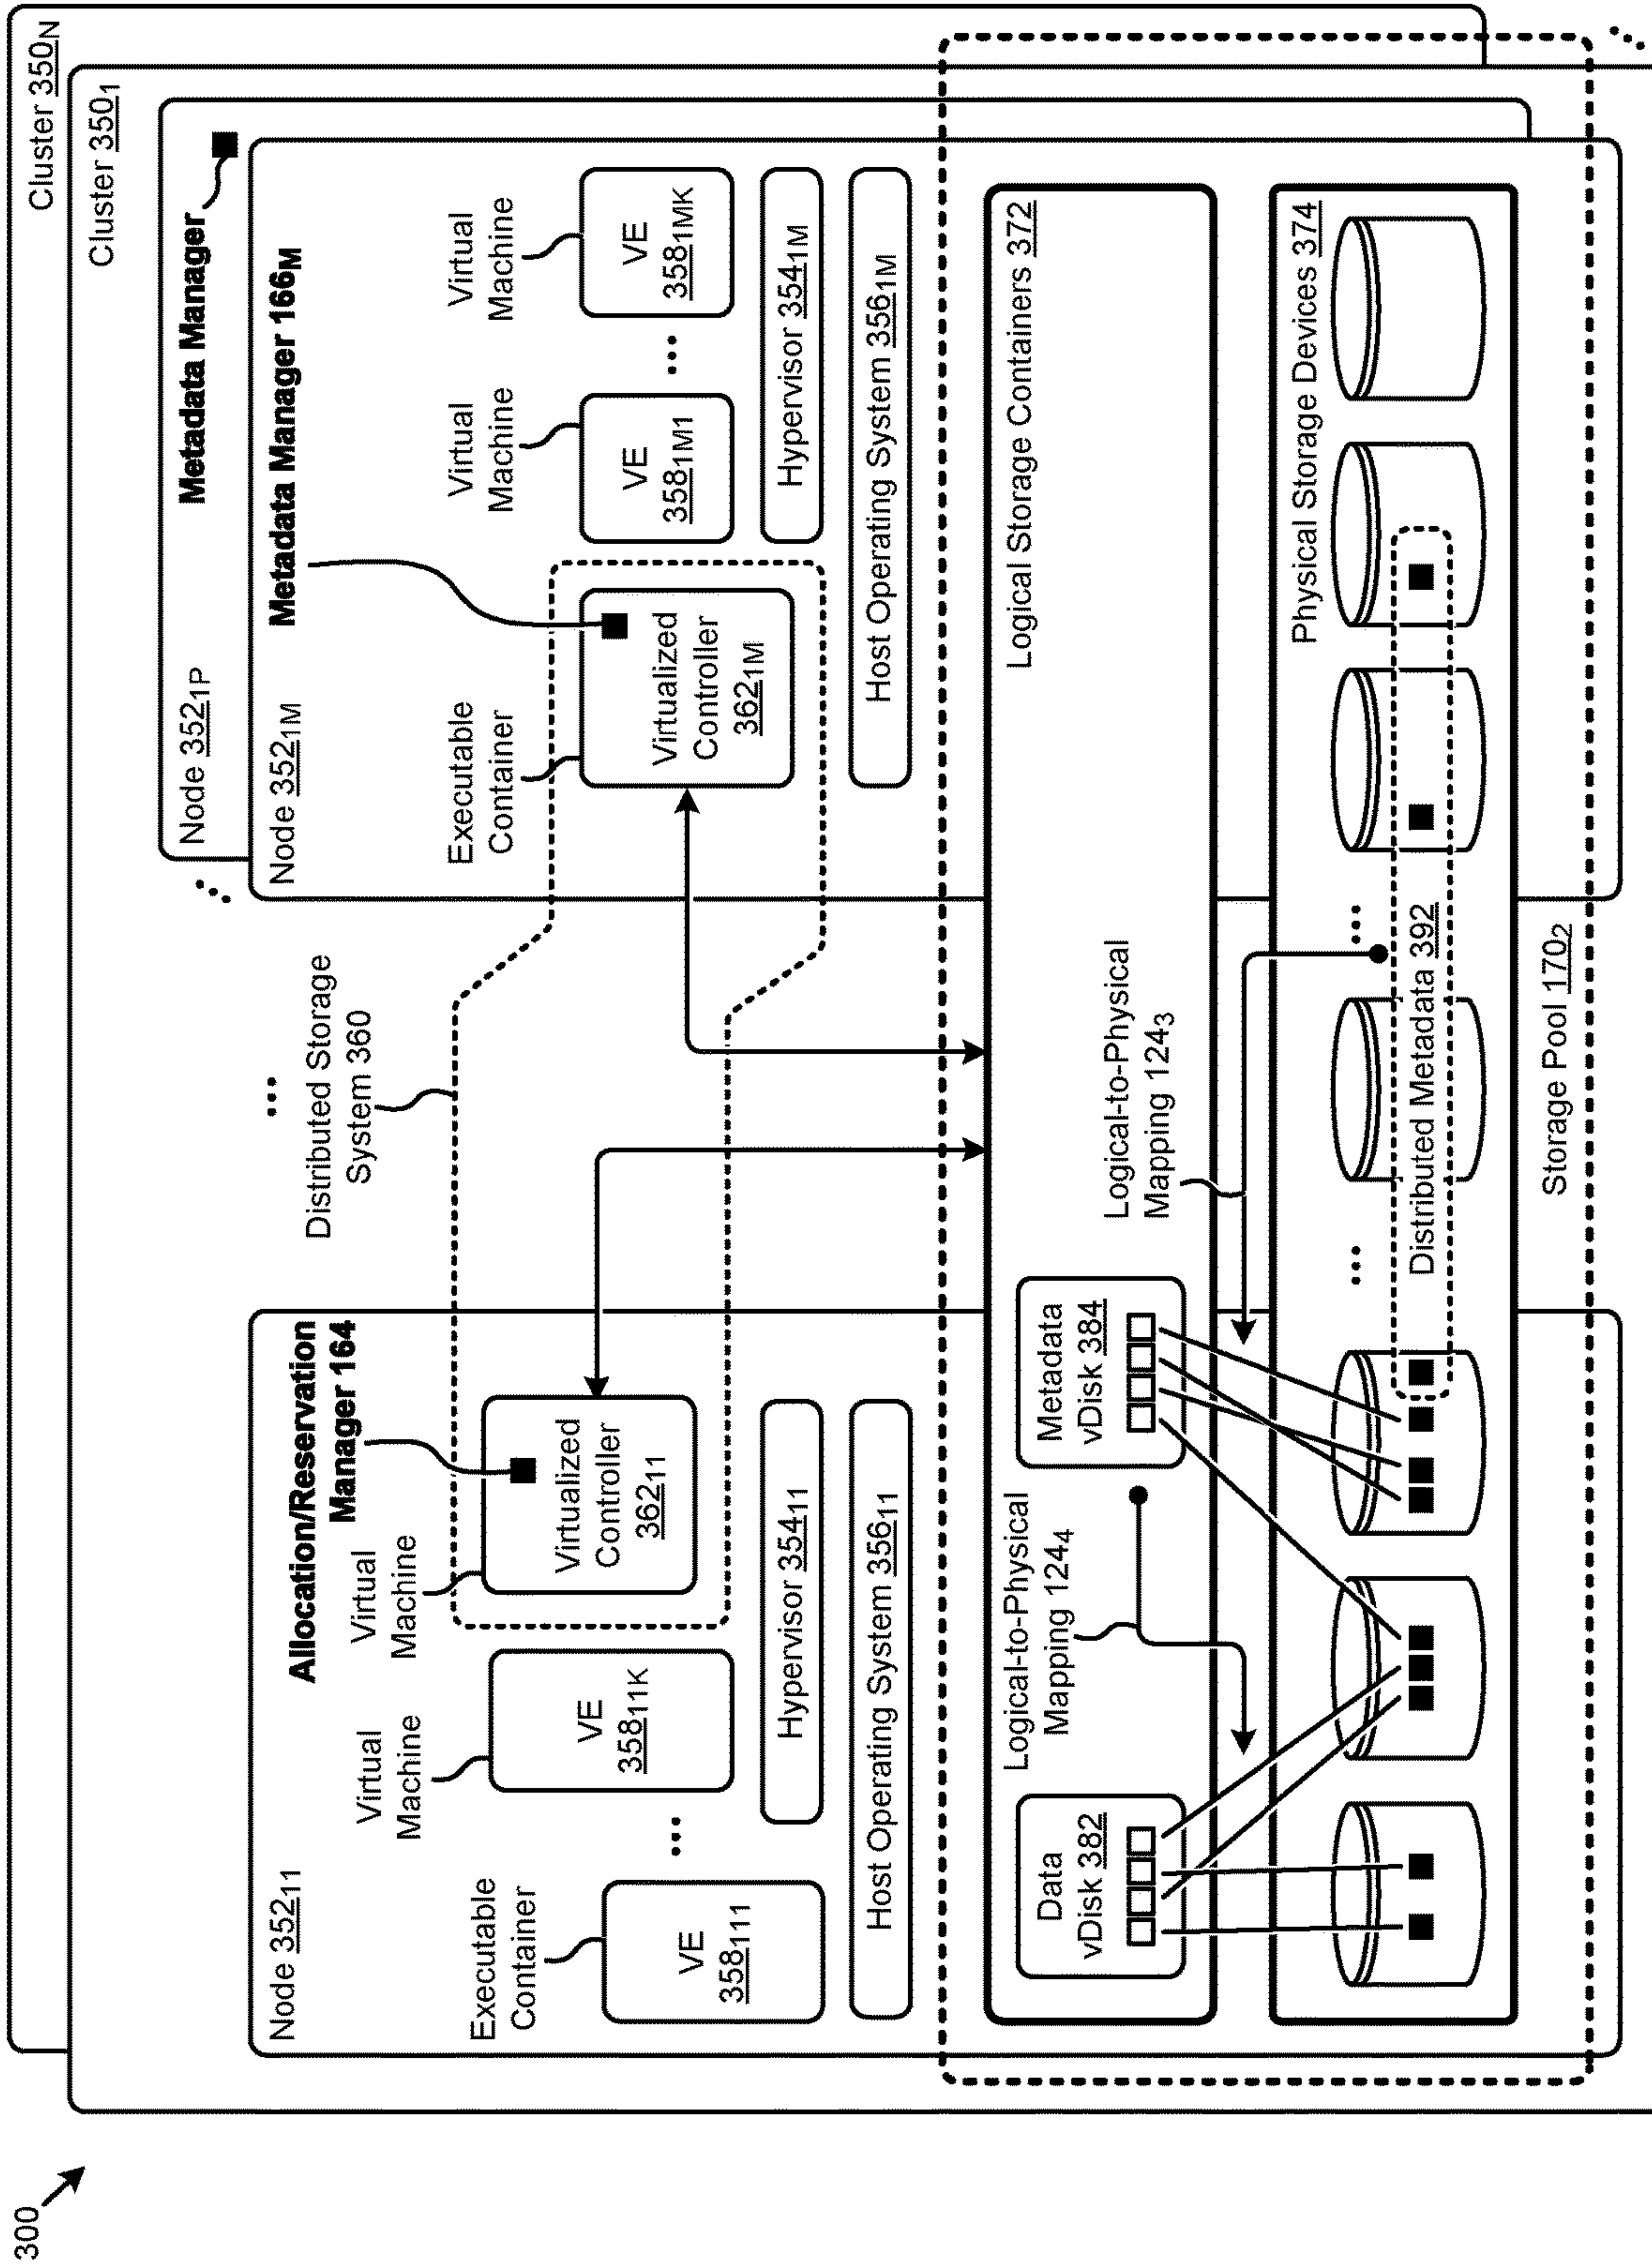 300
Cluster 350N
Cluster 3501
Node 3521P
Metadata Manager
Node 35211
Allocation/Reservation
Manager 164
...
Distributed Storage
System 360
Node 3521M
Metadata Manager 166M
Executable
Container
Virtual
Machine
Virtual
Machine
Executable
Container
Virtual
Machine
Virtual
Machine
VE
358111
...
VE
35811K
Virtualized
Controller
36211
Virtualized
Controller
3621M
VE
3581M1
...
VE
3581MK
Hypervisor 35411
Hypervisor 3541M
Host Operating System 35611
Host Operating System 3561M
Logical Storage Containers 372
Data
vDisk 382
Logical-to-Physical
Mapping 1244
Metadata
vDisk 384
Logical-to-Physical
Mapping 1243
Physical Storage Devices 374
...
...
Distributed Metadata 392
Storage Pool 1702